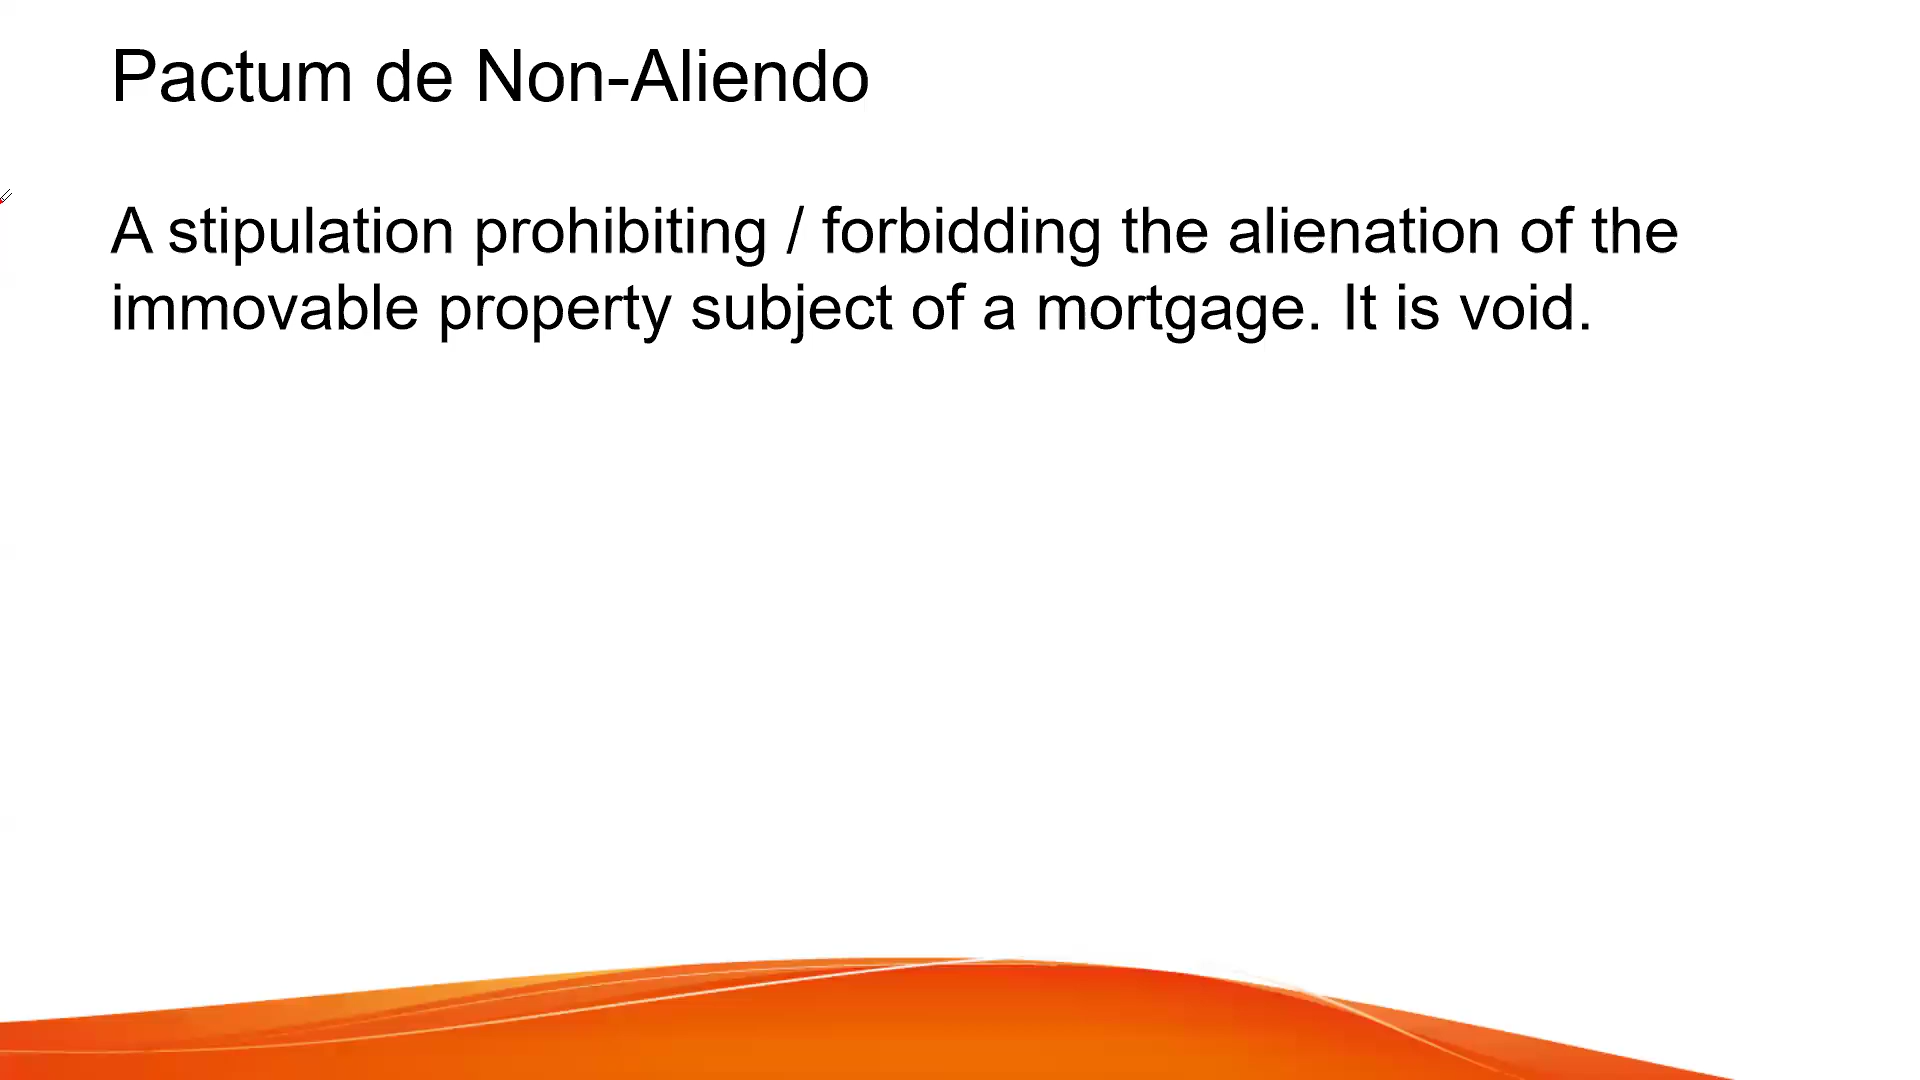 Pactum de Non-Aliendo
A stipulation prohibiting / forbidding the alienation of the
immovable property subject of a mortgage. It is void.